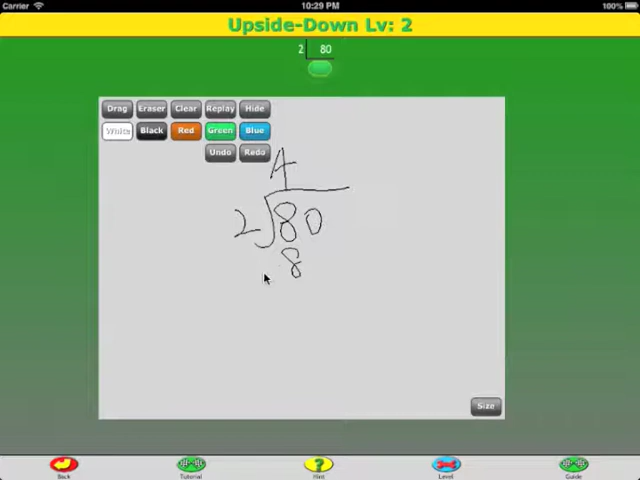 Carrier 10:29 PM 100%
Upside-Down Lv: 2
2 80
Drag Eraser Clear Replay Hide
White Black Red Green Blue
Undo Redo
4
2 80
8
Size
Back Tutorial Hint Level Guide